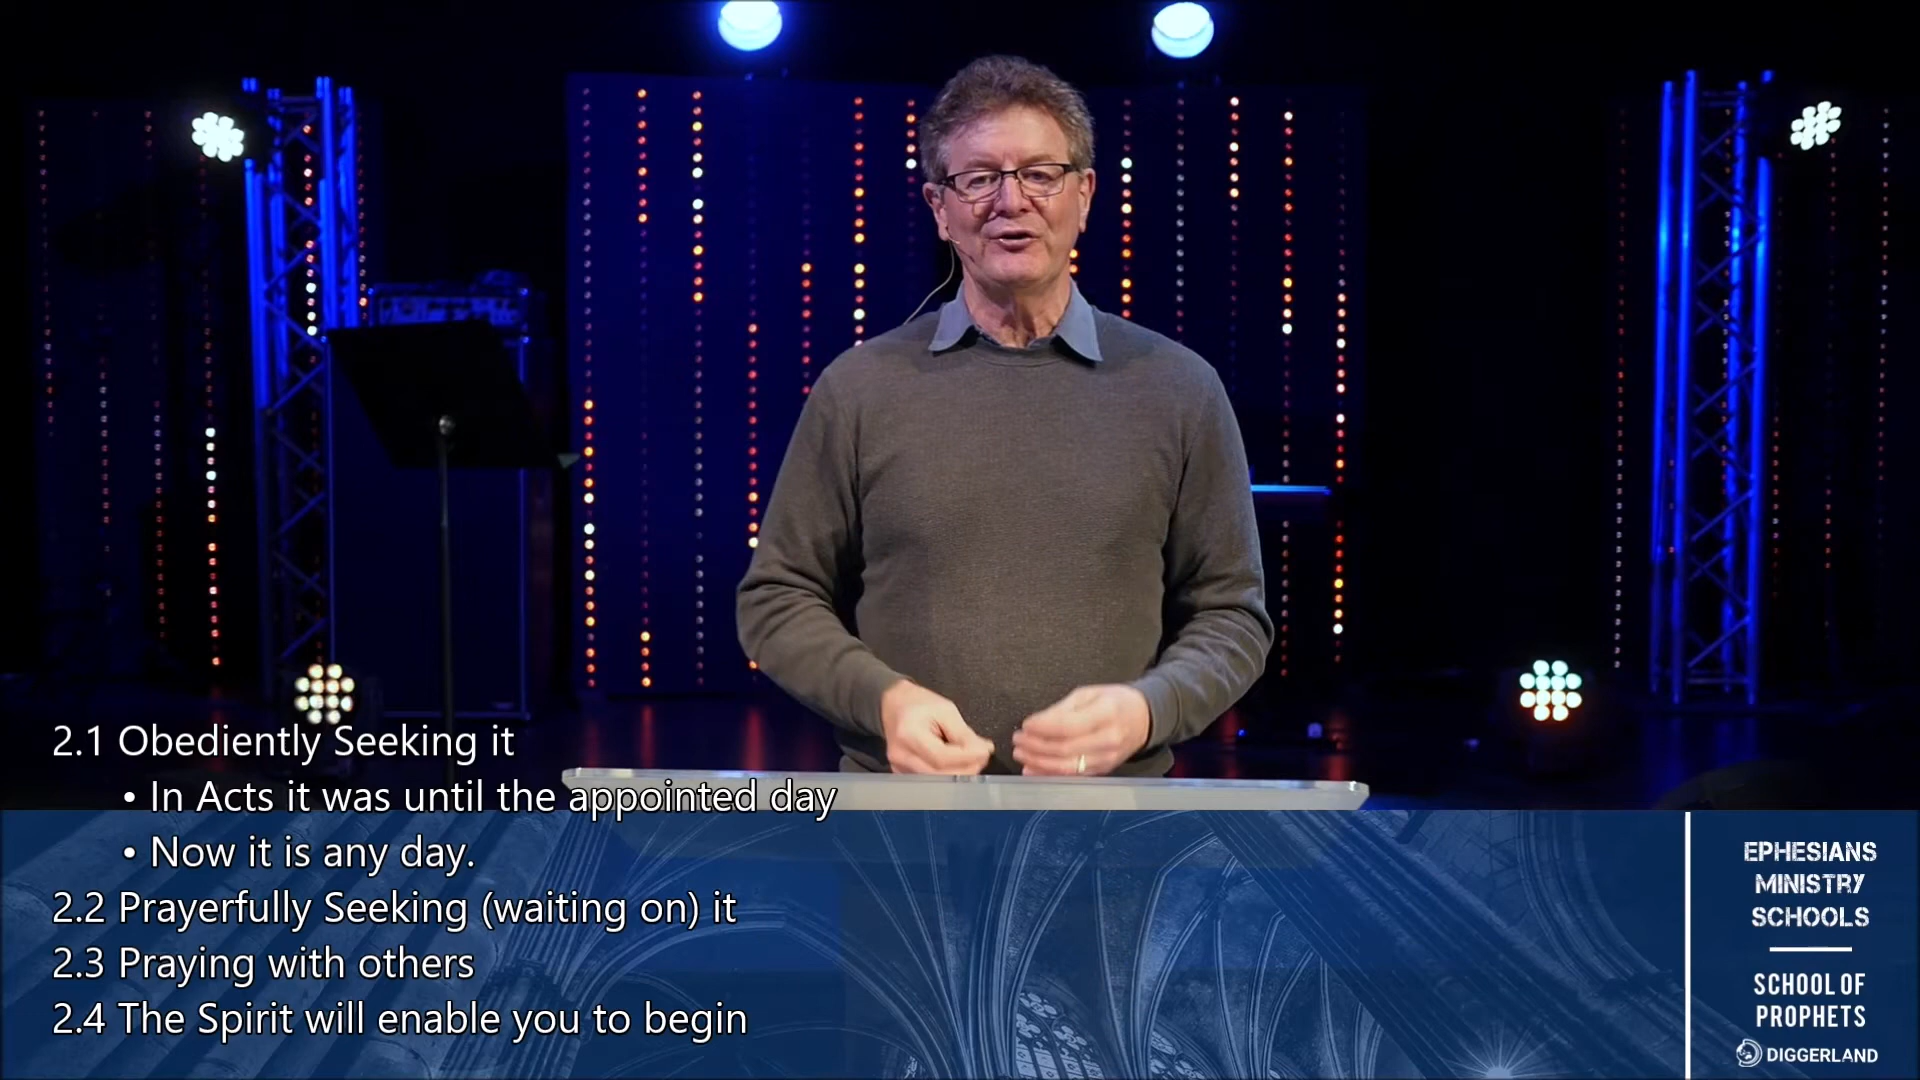 2.1 Obediently Seeking it
• In Acts it was until the appointed day
• Now it is any day.
2.2 Prayerfully Seeking (waiting on) it
2.3 Praying with others
2.4 The Spirit will enable you to begin
EPHESIANS
MINISTRY
SCHOOLS
SCHOOL OF
PROPHETS
DIGGERLAND